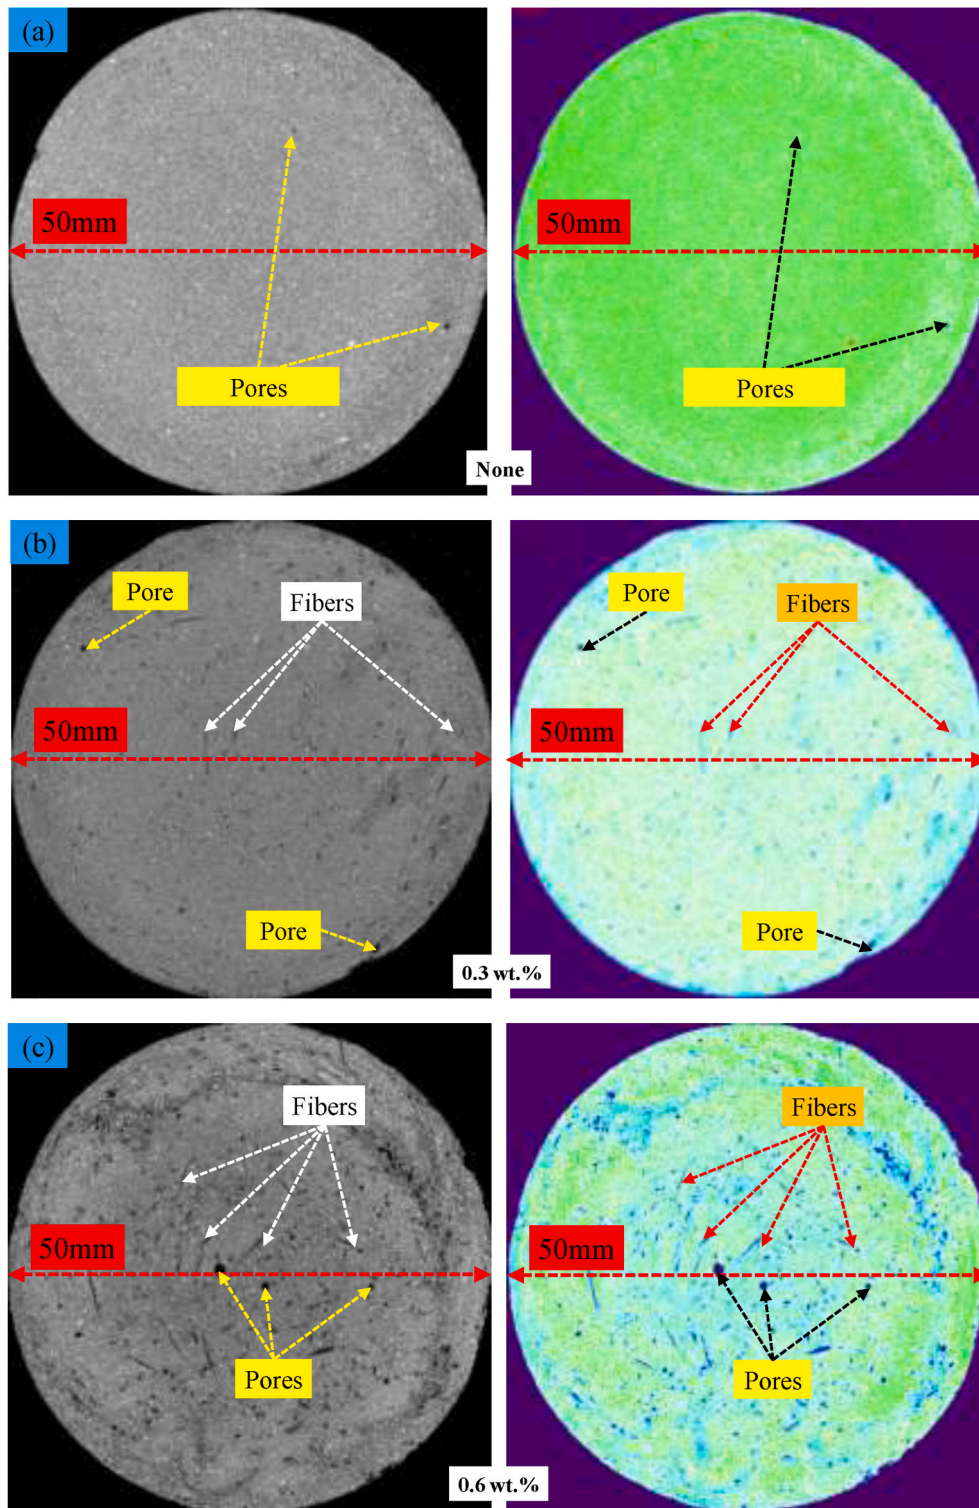 (a)
50mm
50mm
Pores
Pores
None
(b)
Pore
Fibers
Pore
Fibers
50mm
50mm
Pore
Pore
0.3 wt.%
(c)
Fibers
Fibers
50mm
50mm
Pores
Pores
0.6 wt.%